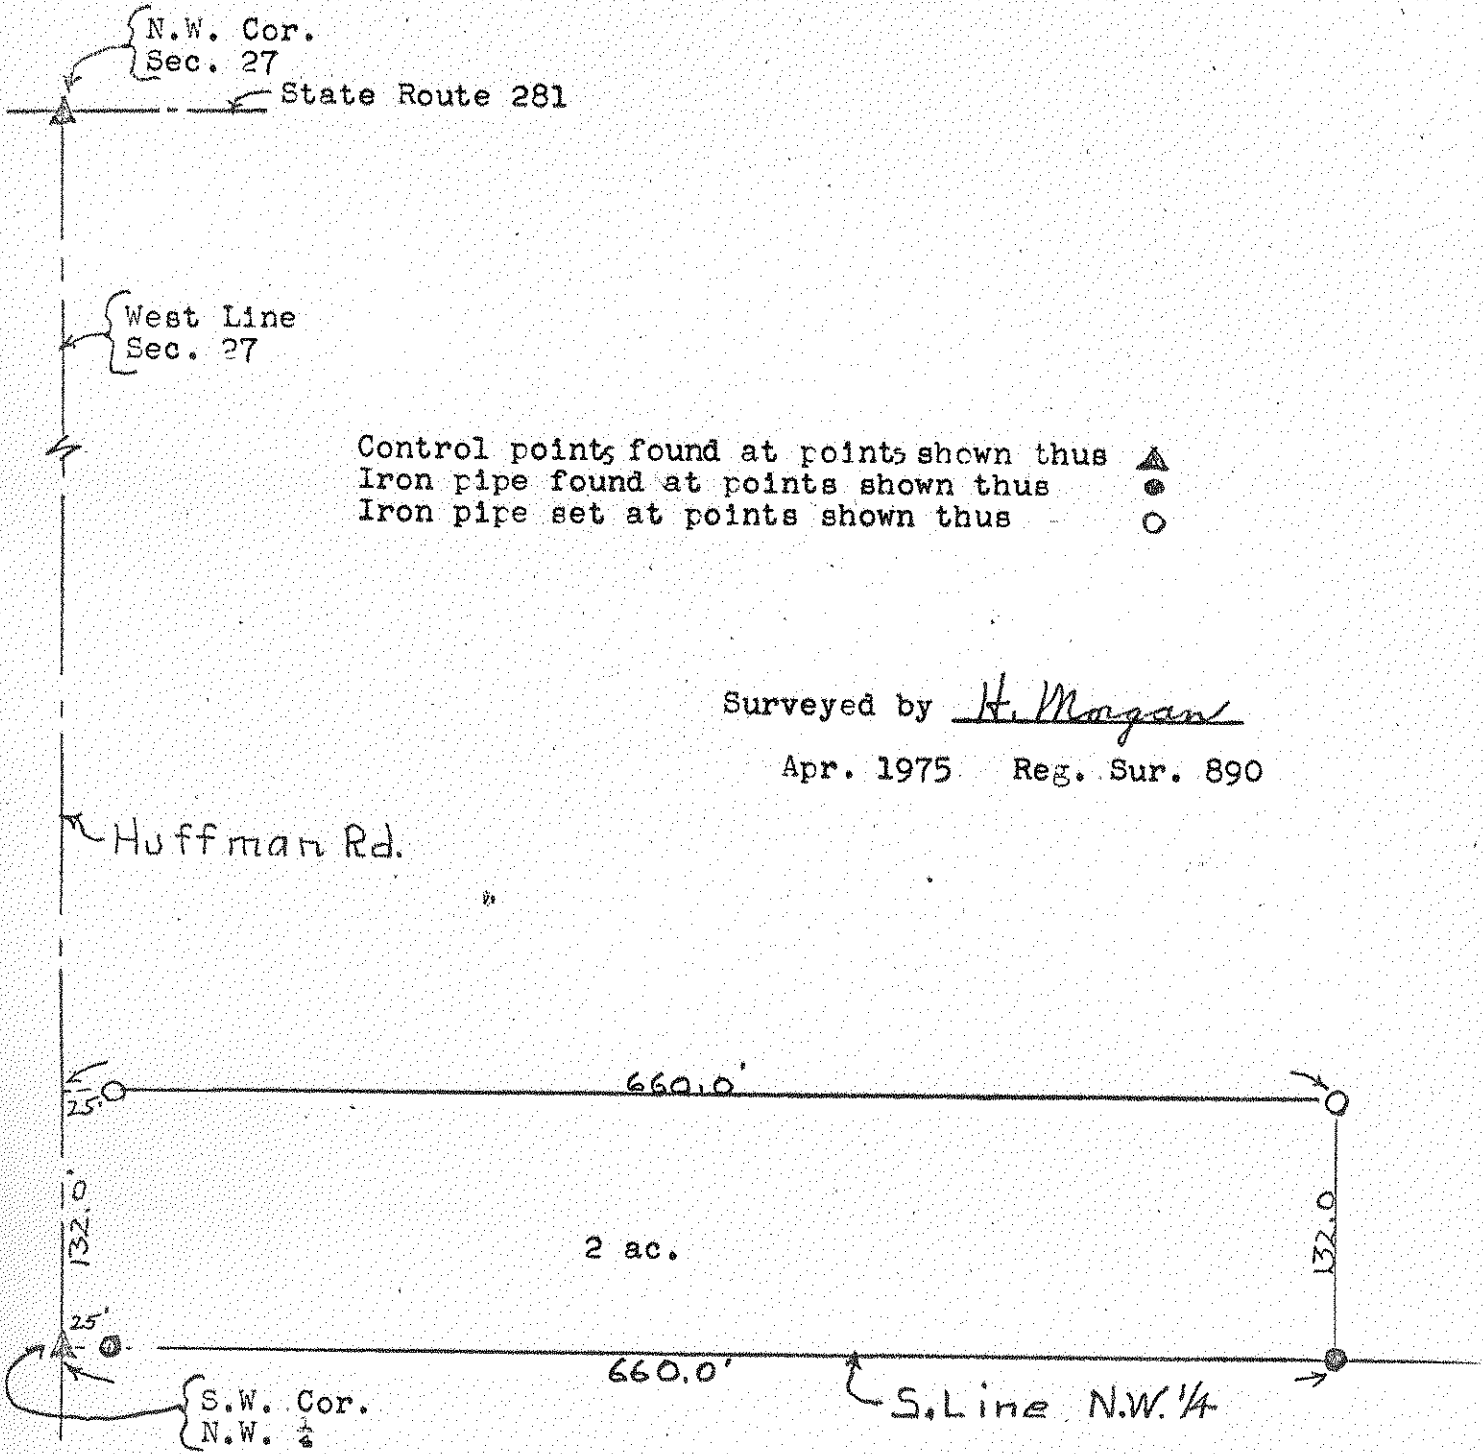 N.W. Cor.
Sec. 27
State Route 281
West Line
Sec. 27
Control points found at points shown thus
Iron pipe found at points shown thus
Iron pipe set at points shown thus
Surveyed by H. Morgan
Apr. 1975 Reg. Sur. 890
Huffman Rd.
660.0'
25'
132.0'
2 ac.
132.0
25'
660.0'
S.Line N.W. 1/4
S.W. Cor.
N.W. 1/4